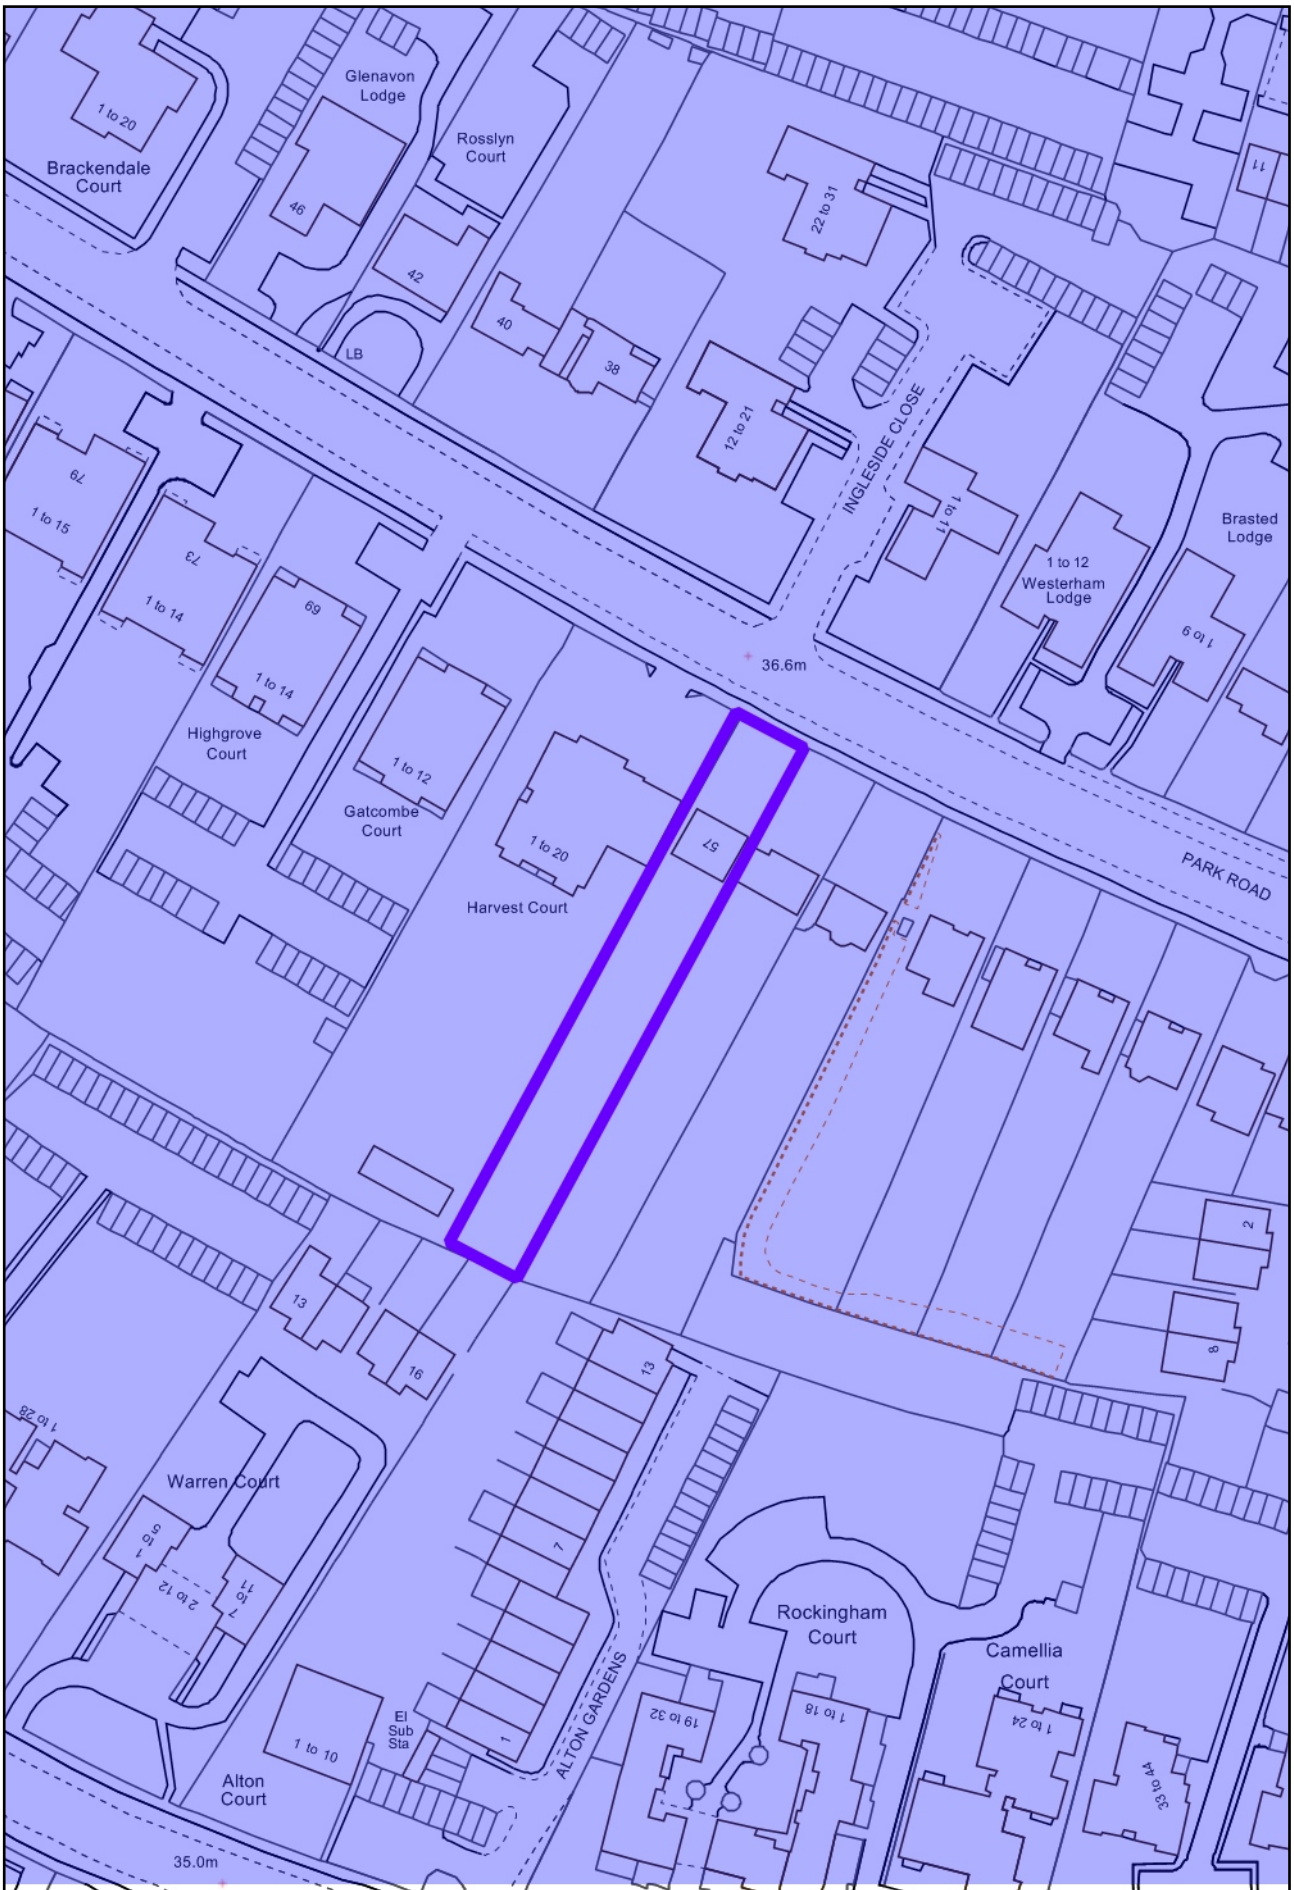 Glenavon
Lodge
1 to 20
Rosslyn
Court
Brackendale
Court
46
22 to 31
11
42
40
LB
38
12 to 21
INGLESIDE CLOSE
79
1 to 15
73
1 to 14
69
1 to 11
Brasted
Lodge
1 to 12
Westerham
Lodge
1 to 9
36.6m
1 to 14
Highgrove
Court
1 to 12
Gatcombe
Court
57
1 to 20
Harvest Court
PARK ROAD
2
8
13
16
13
1 to 28
Warren Court
1 to 5
2 to 12
7 to 11
7
Rockingham
Court
Camellia
Court
ALTON GARDENS
19 to 32
1 to 18
1 to 24
33 to 44
El
Sub
Sta
1
1 to 10
Alton
Court
35.0m